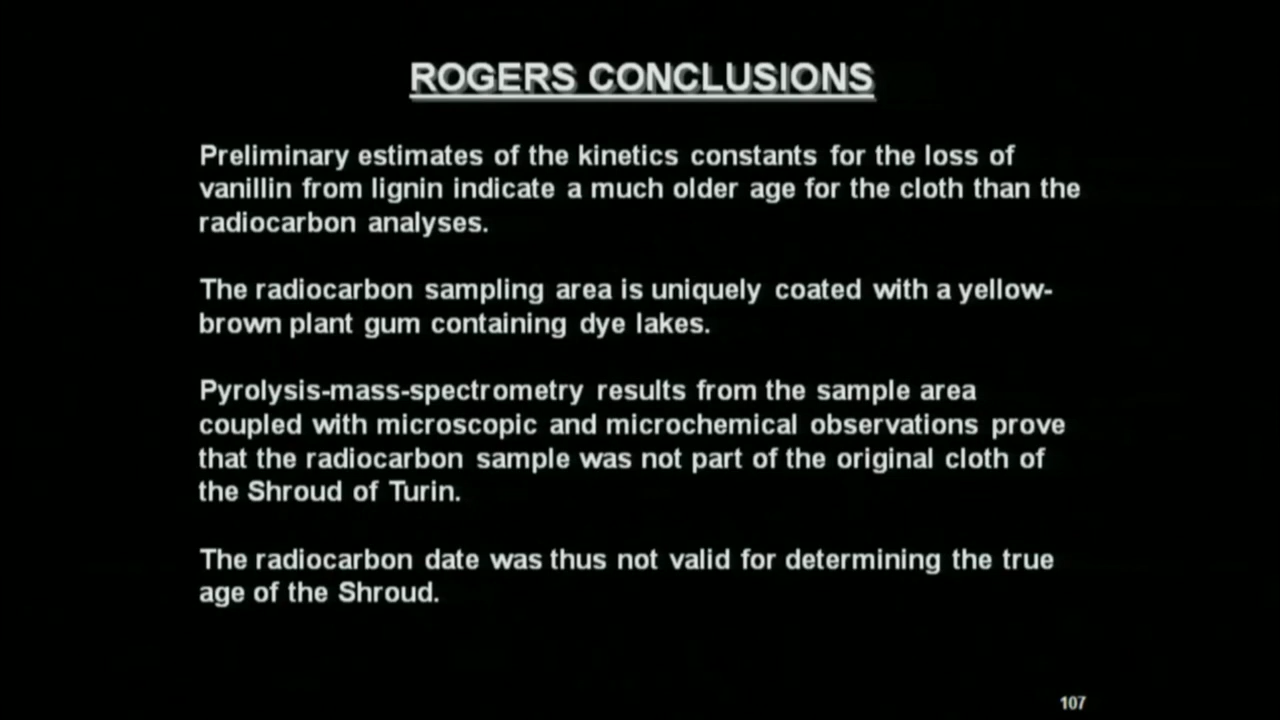 ROGERS CONCLUSIONS
Preliminary estimates of the kinetics constants for the loss of
vanillin from lignin indicate a much older age for the cloth than the
radiocarbon analyses.
The radiocarbon sampling area is uniquely coated with a yellow-
brown plant gum containing dye lakes.
Pyrolysis-mass-spectrometry results from the sample area
coupled with microscopic and microchemical observations prove
that the radiocarbon sample was not part of the original cloth of
the Shroud of Turin.
The radiocarbon date was thus not valid for determining the true
age of the Shroud.
107